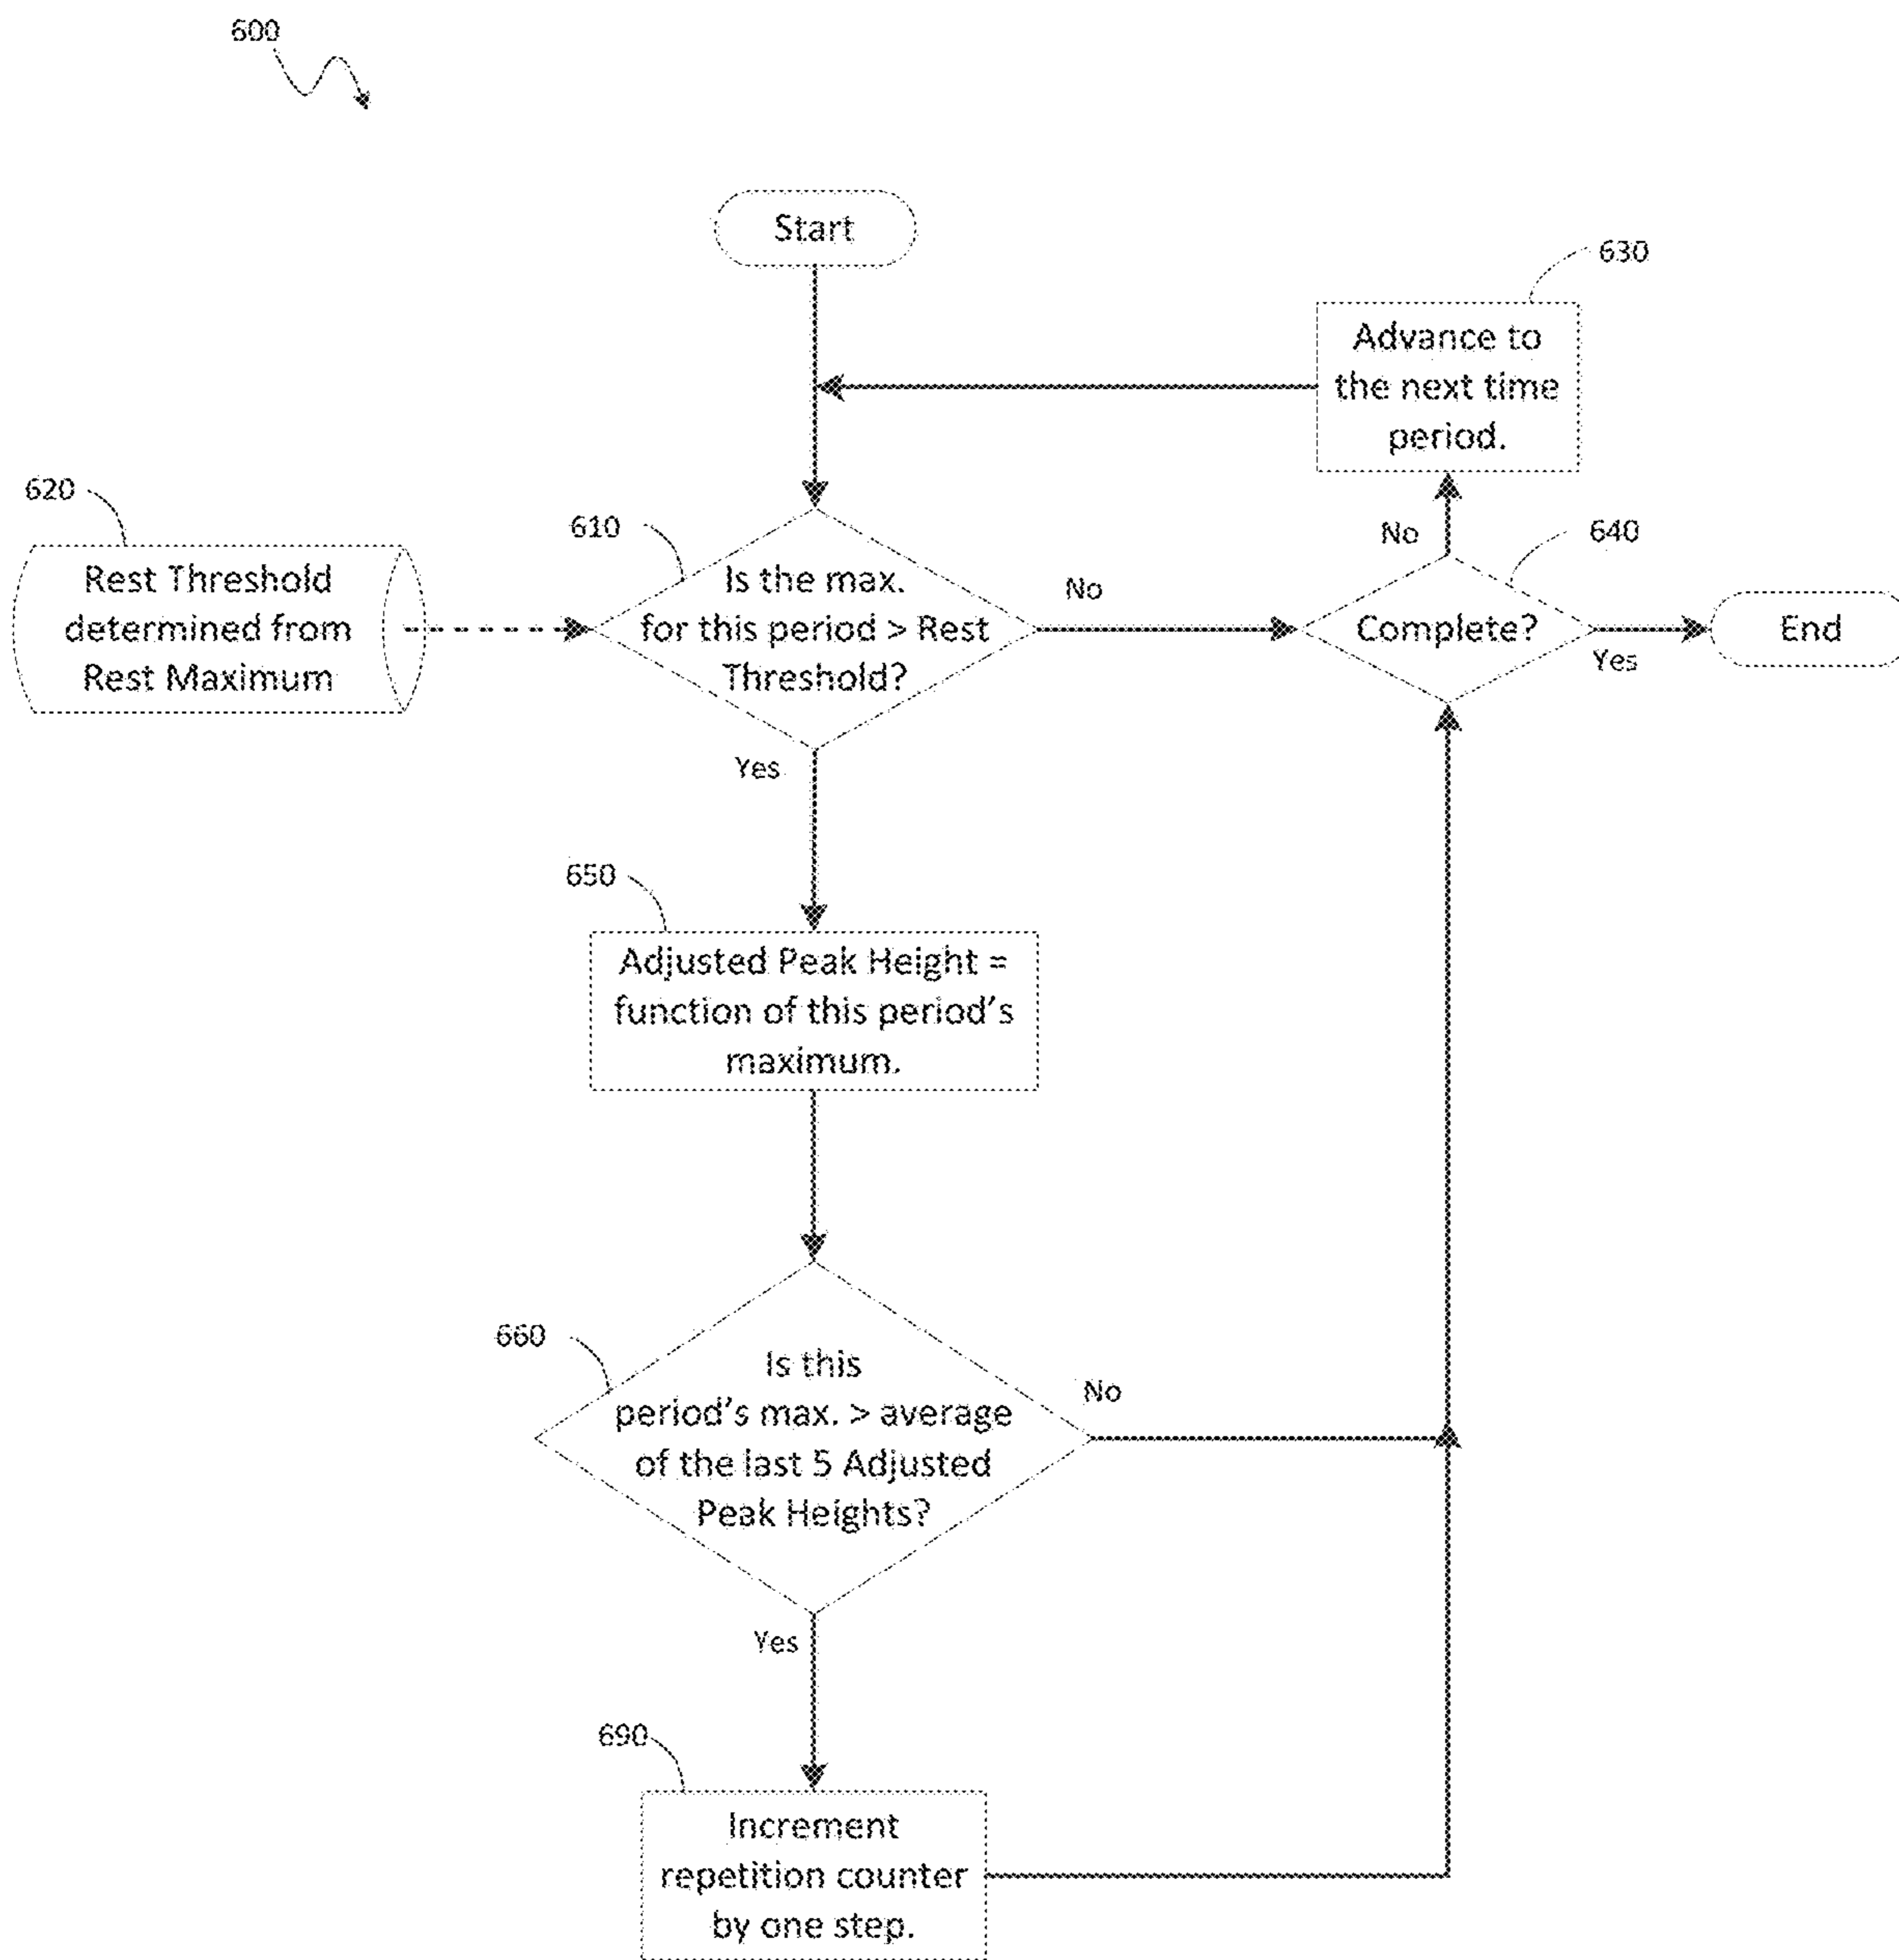 600
Start
630
Advance to
the next time
period.
620
Rest Threshold
determined from
Rest Maximum
610
Is the max.
for this period > Rest
Threshold?
No
No
640
Complete?
Yes
End
Yes
650
Adjusted Peak Height =
function of this period's
maximum.
660
Is this
period's max. > average
of the last 5 Adjusted
Peak Heights?
No
Yes
690
Increment
repetition counter
by one step.